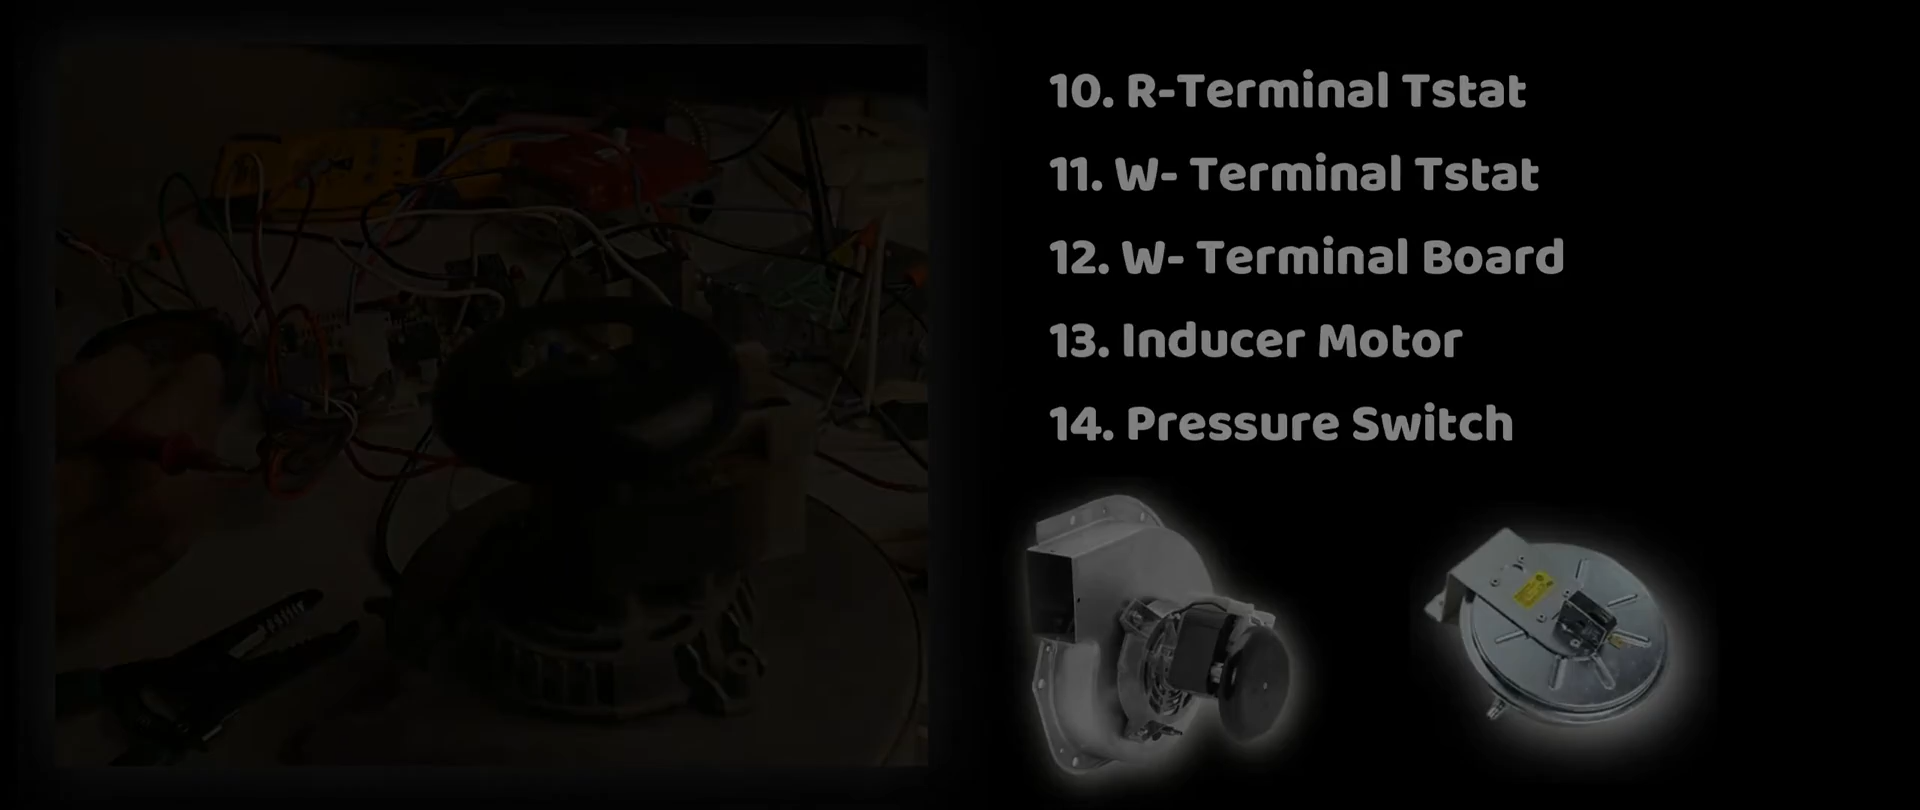 10. R-Terminal Tstat
11. W- Terminal Tstat
12. W- Terminal Board
13. Inducer Motor
14. Pressure Switch